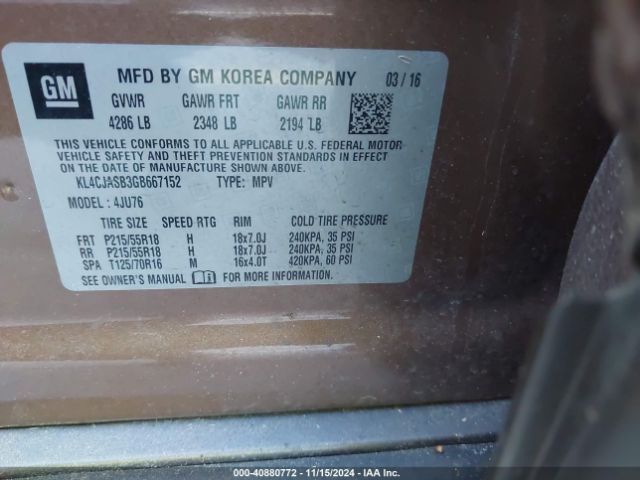 GM
MFD BY GM KOREA COMPANY 03 / 16
GVWR GAWR FRT GAWR RR
4286 LB 2348 LB 2194 LB
THIS VEHICLE CONFORMS TO ALL APPLICABLE U.S. FEDERAL MOTOR
VEHICLE SAFETY AND THEFT PREVENTION STANDARDS IN EFFECT
ON THE DATE OF MANUFACTURE SHOWN ABOVE.
KL4CJASB3GB667152 TYPE: MPV
MODEL : 4JU76
TIRE SIZE SPEED RTG RIM COLD TIRE PRESSURE
FRT P215/55R18 H 18x7.0J 240KPA, 35 PSI
RR P215/55R18 H 18x7.0J 240KPA, 35 PSI
SPA T125/70R16 M 16x4.0T 420KPA, 60 PSI
SEE OWNER'S MANUAL FOR MORE INFORMATION.
000-40880772 - 11/15/2024 - IAA Inc.